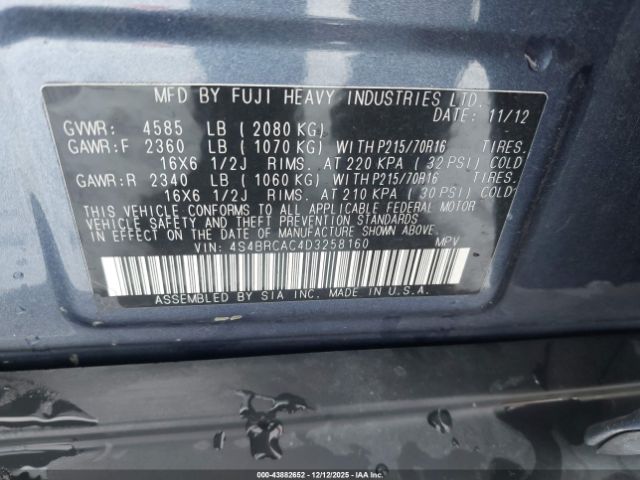 MFD BY FUJI HEAVY INDUSTRIES LTD.
DATE: 11/12
GVWR: 4585 LB ( 2080 KG)
GAWR:F 2360 LB ( 1070 KG) WITH P215/70R16 TIRES.
16X6 1/2J RIMS. AT 220 KPA ( 32 PSI) COLD
GAWR:R 2340 LB ( 1060 KG) WITH P215/70R16 TIRES.
16X6 1/2J RIMS. AT 210 KPA ( 30 PSI) COLD
THIS VEHICLE CONFORMS TO ALL APPLICABLE FEDERAL MOTOR
VEHICLE SAFETY AND THEFT PREVENTION STANDARDS
IN EFFECT ON THE DATE OF MANUFACTURE SHOWN ABOVE.
VIN: 4S4BRCAC4D3258160 MPV
ASSEMBLED BY SIA INC. MADE IN U.S.A.
000-43882652 - 12/12/2025 - IAAI.com